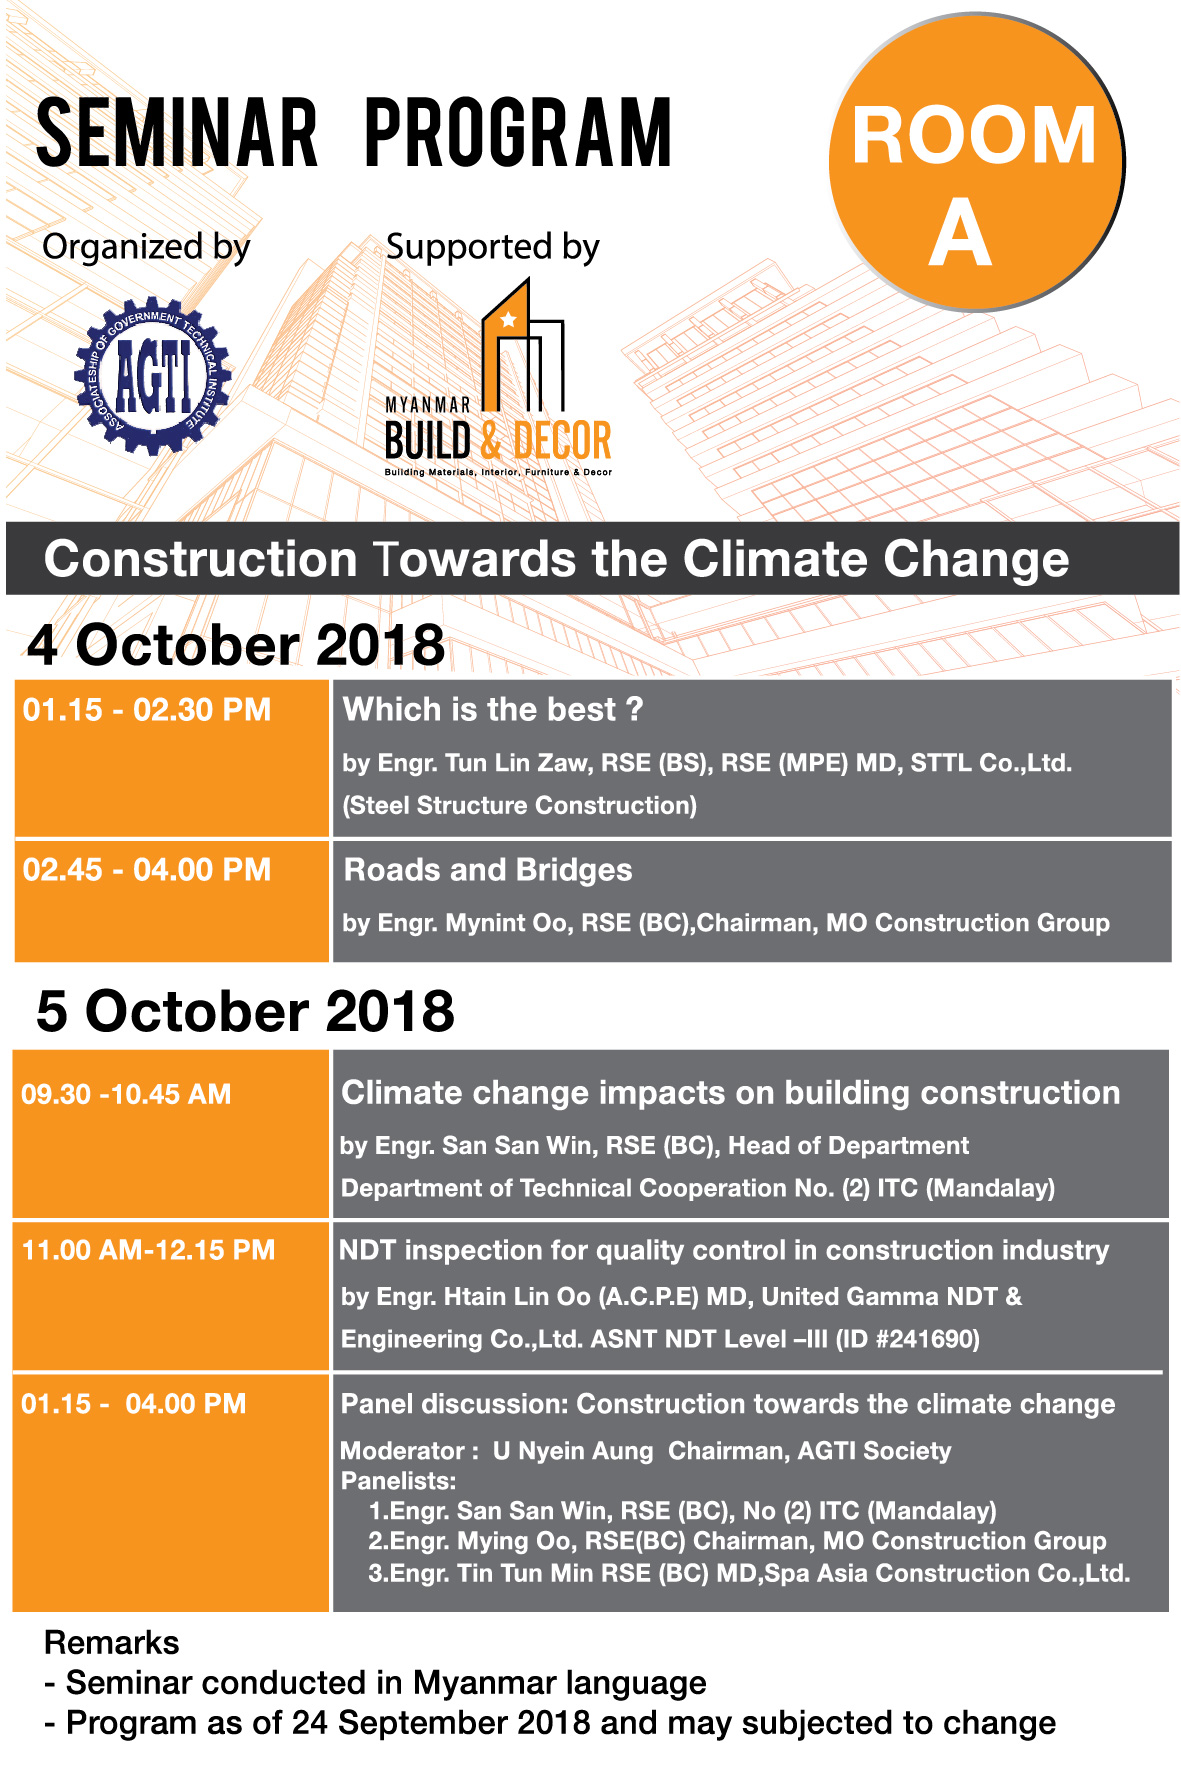 SEMINAR PROGRAM
ROOM
A
Organized by
Supported by
ASSOCIATESHIP OF GOVERNMENT TECHNICAL INSTITUTE
AGTI
MYANMAR
BUILD & DECOR
Building Materials, Interior, Furniture & Decor
Construction Towards the Climate Change
4 October 2018
01.15 - 02.30 PM
Which is the best ?
by Engr. Tun Lin Zaw, RSE (BS), RSE (MPE) MD, STTL Co.,Ltd.
(Steel Structure Construction)
02.45 - 04.00 PM
Roads and Bridges
by Engr. Mynint Oo, RSE (BC),Chairman, MO Construction Group
5 October 2018
09.30 -10.45 AM
Climate change impacts on building construction
by Engr. San San Win, RSE (BC), Head of Department
Department of Technical Cooperation No. (2) ITC (Mandalay)
11.00 AM-12.15 PM
NDT inspection for quality control in construction industry
by Engr. Htain Lin Oo (A.C.P.E) MD, United Gamma NDT &
Engineering Co.,Ltd. ASNT NDT Level –III (ID #241690)
01.15 - 04.00 PM
Panel discussion: Construction towards the climate change
Moderator : U Nyein Aung Chairman, AGTI Society
Panelists:
1.Engr. San San Win, RSE (BC), No (2) ITC (Mandalay)
2.Engr. Mying Oo, RSE(BC) Chairman, MO Construction Group
3.Engr. Tin Tun Min RSE (BC) MD,Spa Asia Construction Co.,Ltd.
Remarks
- Seminar conducted in Myanmar language
- Program as of 24 September 2018 and may subjected to change